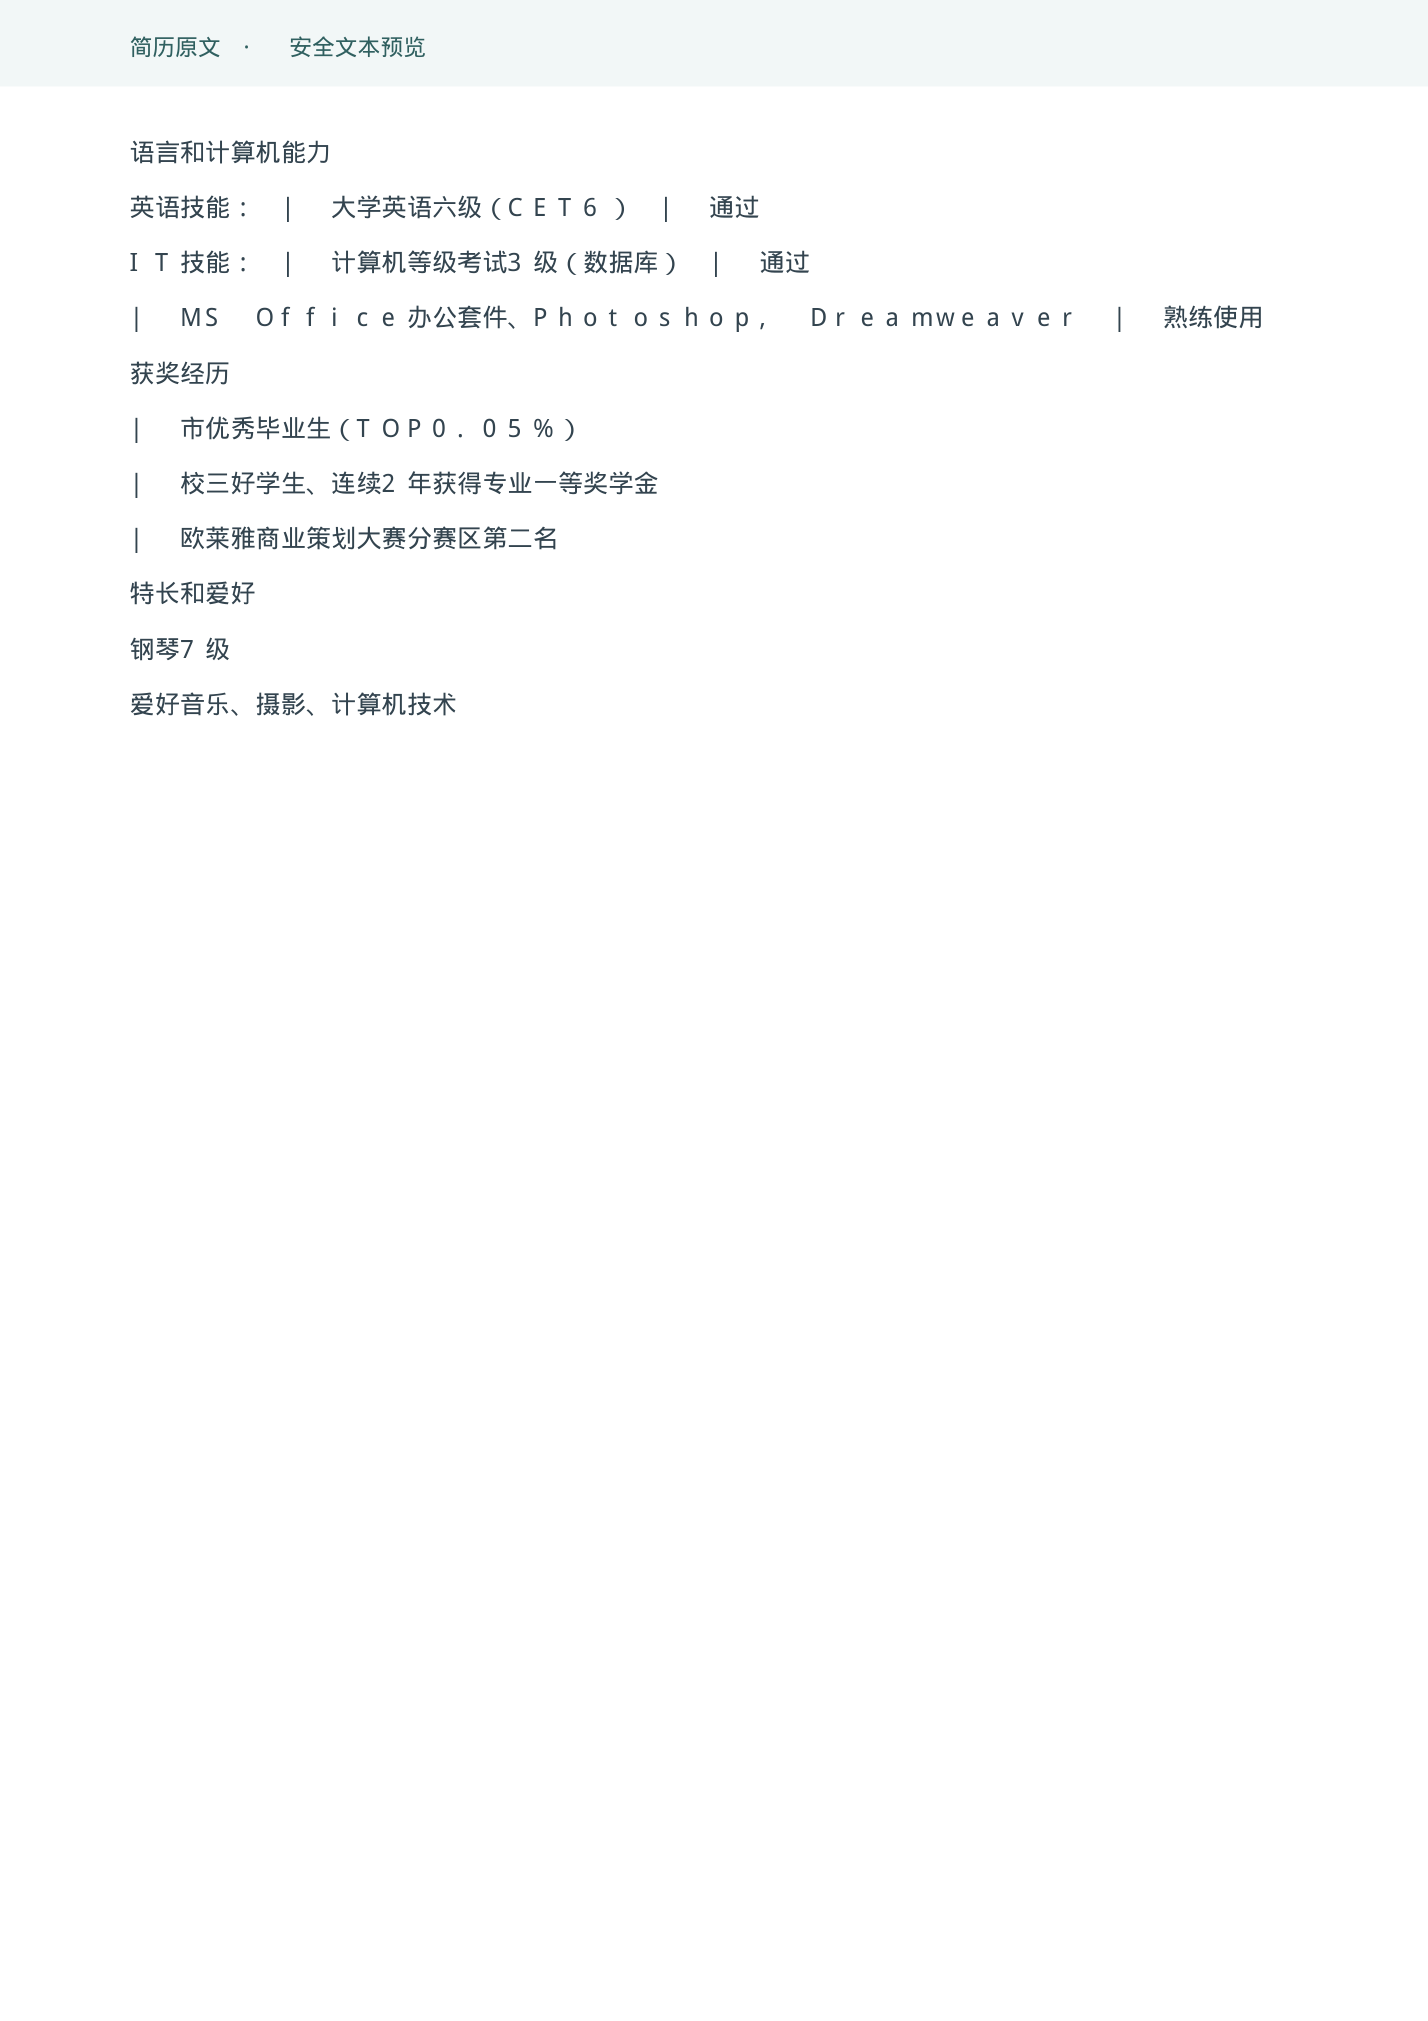 简历原文 · 安全文本预览
语言和计算机能力
英语技能： | 大学英语六级（CET6） | 通过
IT技能： | 计算机等级考试3级（数据库） | 通过
| MS Office办公套件、Photoshop, Dreamweaver | 熟练使用
获奖经历
| 市优秀毕业生（TOP0.05%）
| 校三好学生、连续2年获得专业一等奖学金
| 欧莱雅商业策划大赛分赛区第二名
特长和爱好
钢琴7级
爱好音乐、摄影、计算机技术